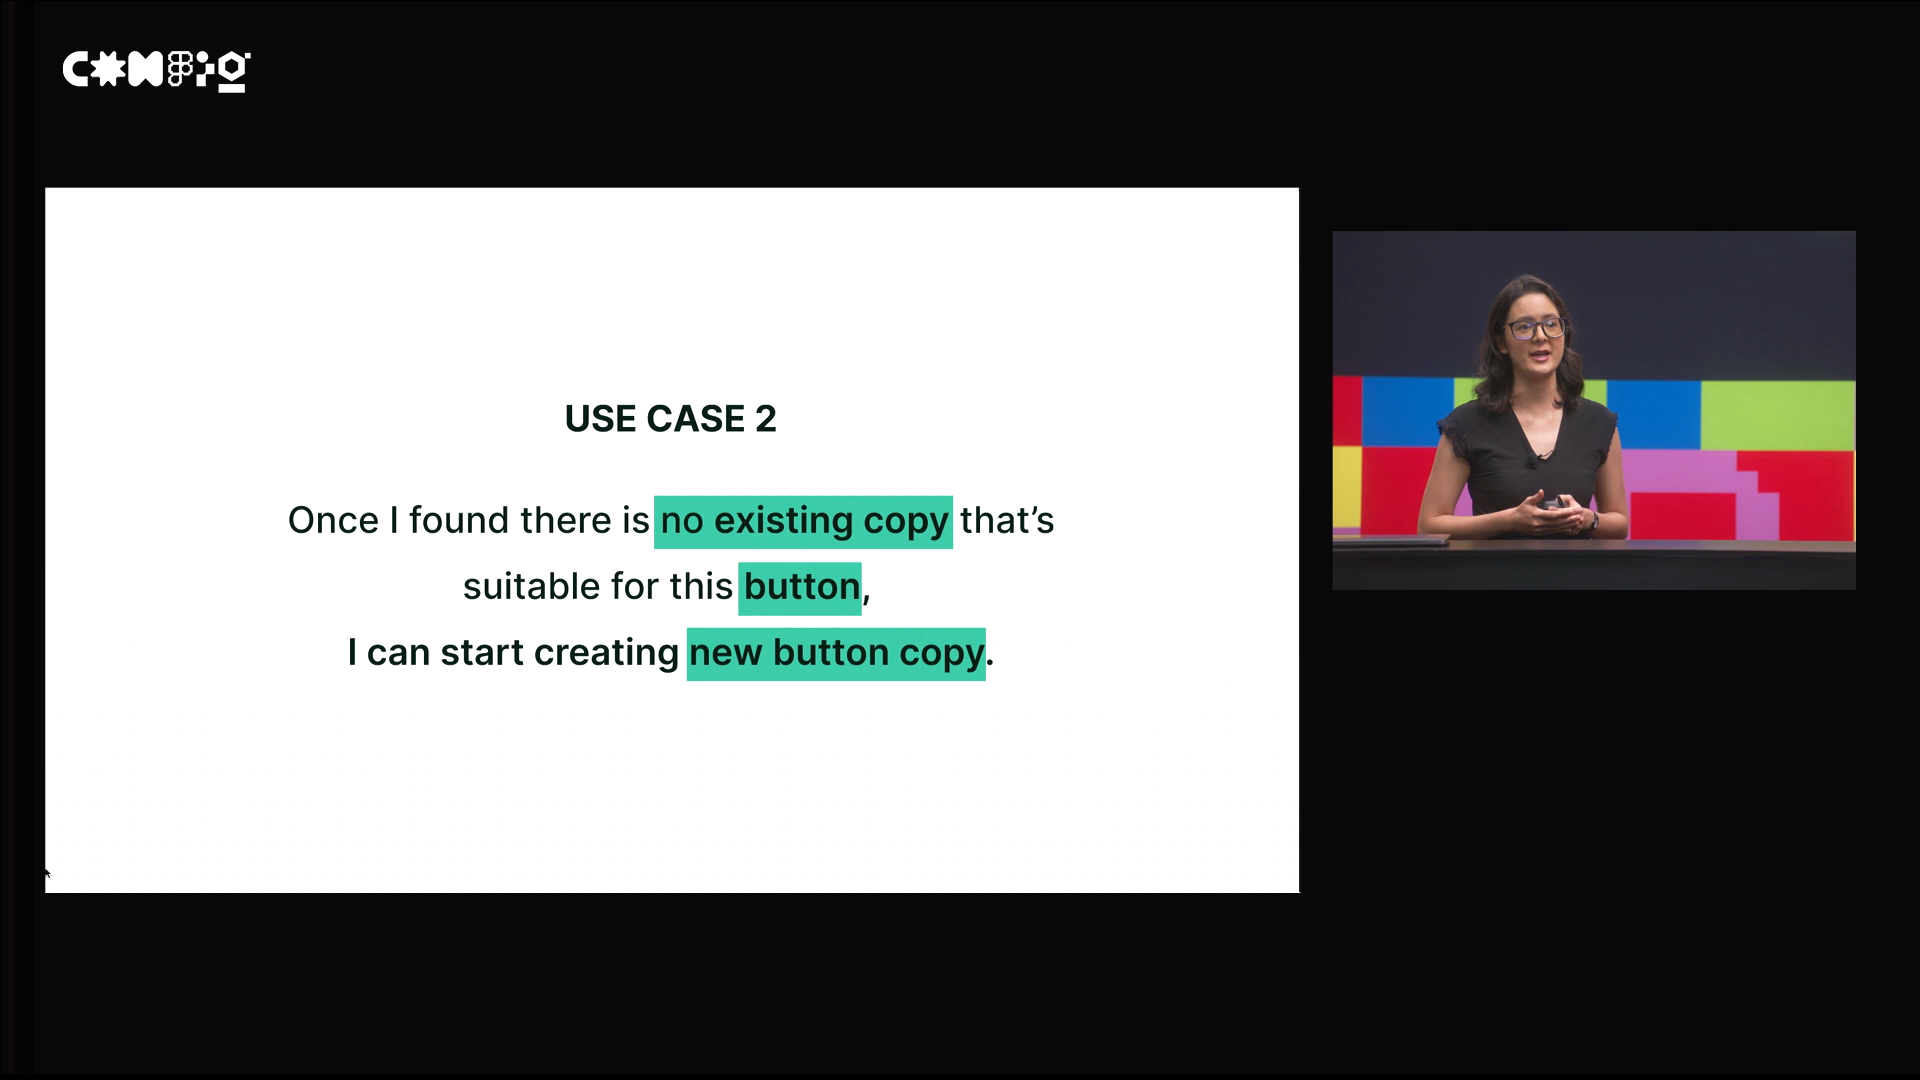 CONFIG
USE CASE 2
Once I found there is no existing copy that’s
suitable for this button,
I can start creating new button copy.